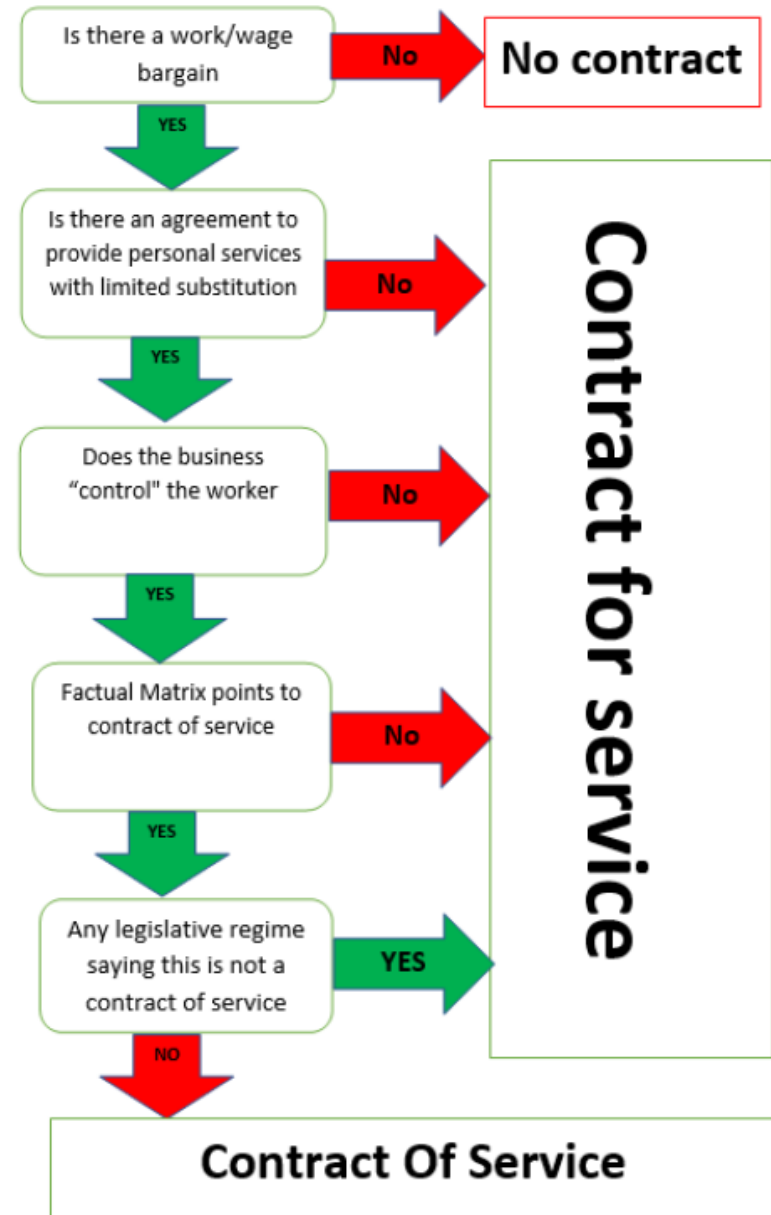 Is there a work/wage
bargain
No
No contract
YES
Is there an agreement to
provide personal services
with limited substitution
No
Contract for service
YES
Does the business
“control" the worker
No
YES
Factual Matrix points to
contract of service
No
YES
Any legislative regime
saying this is not a
contract of service
YES
NO
Contract Of Service